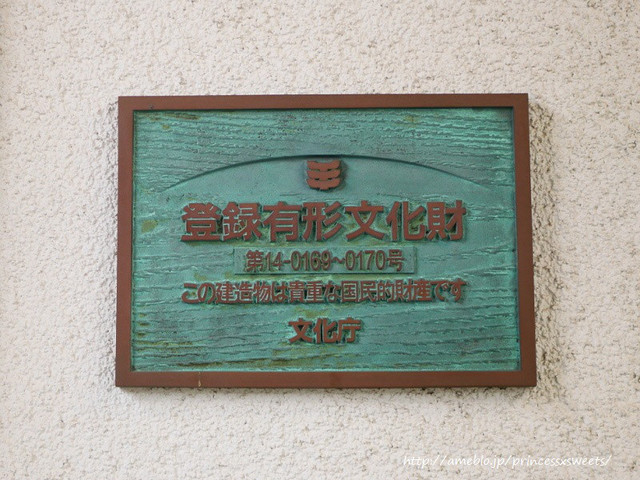 登録有形文化財
第14-0169~0170号
この建造物は貴重な国民的財産です
文化庁
http://ameblo.jp/princessxsweets/